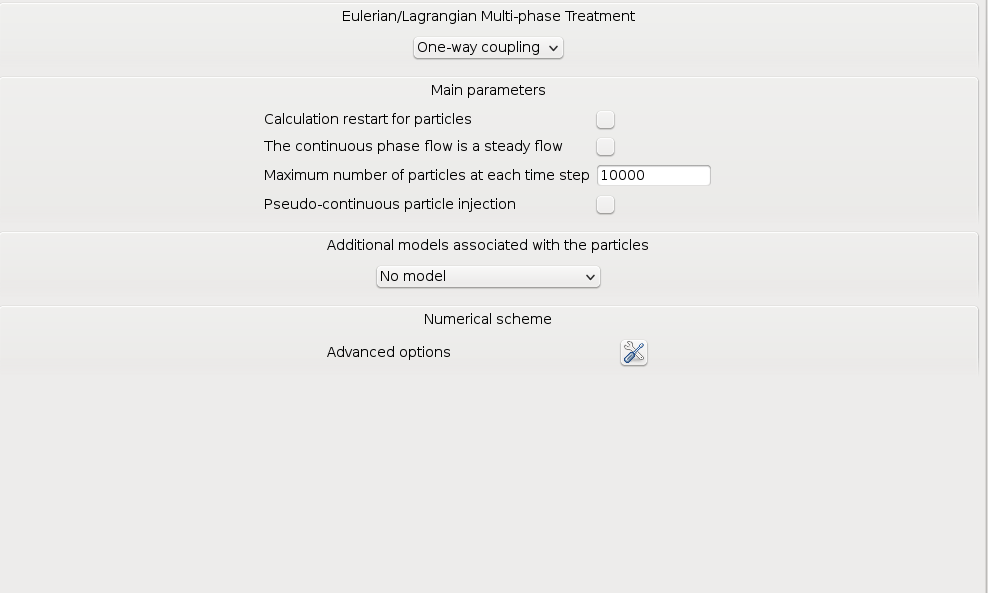 Eulerian/Lagrangian Multi-phase Treatment
One-way coupling
Main parameters
Calculation restart for particles
The continuous phase flow is a steady flow
Maximum number of particles at each time step 10000
Pseudo-continuous particle injection
Additional models associated with the particles
No model
Numerical scheme
Advanced options